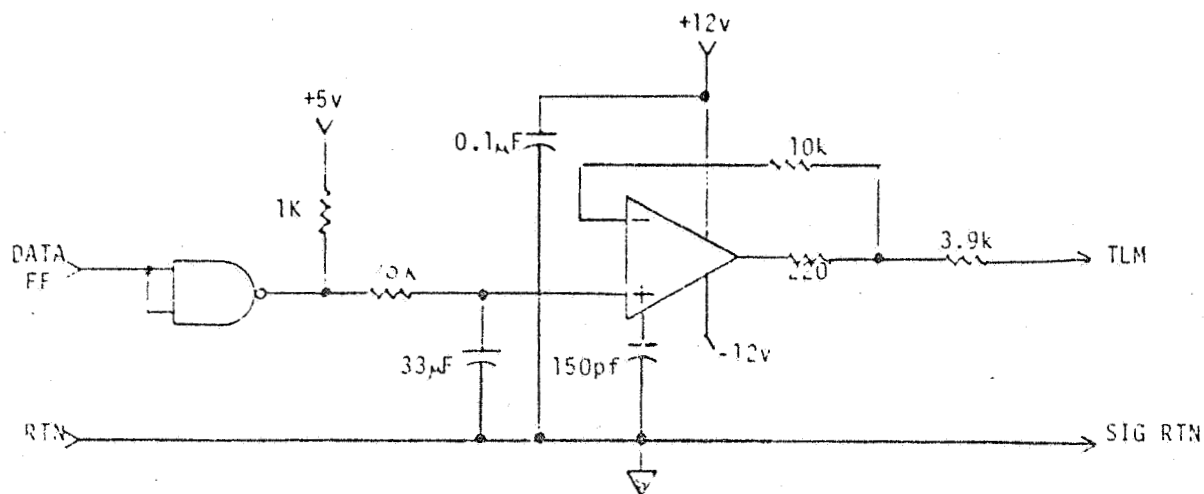 +12v
+5v
0.1μF
10k
1K
3.9k
DATA
FF
TLM
220
-12v
33μF
150pf
RTN
SIG RTN